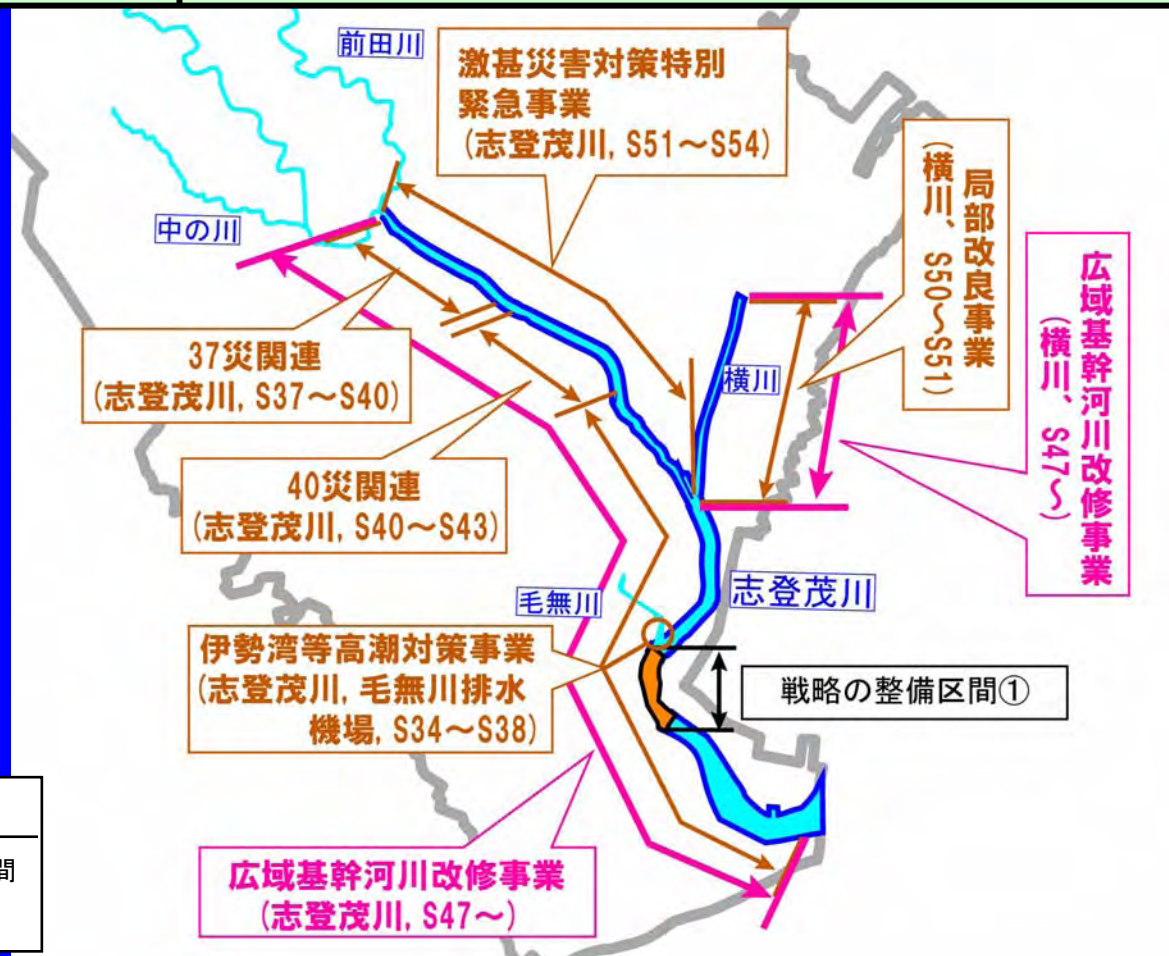 前田川
激甚災害対策特別
緊急事業
(志登茂川, S51～S54)
局部改良事業
(横川、S50～S51)
中の川
広域基幹河川改修事業
(横川、S47～)
37災関連
(志登茂川, S37～S40)
横川
40災関連
(志登茂川, S40～S43)
志登茂川
毛無川
伊勢湾等高潮対策事業
(志登茂川, 毛無川排水
機場, S34～S38)
戦略の整備区間①
間
広域基幹河川改修事業
(志登茂川, S47～)